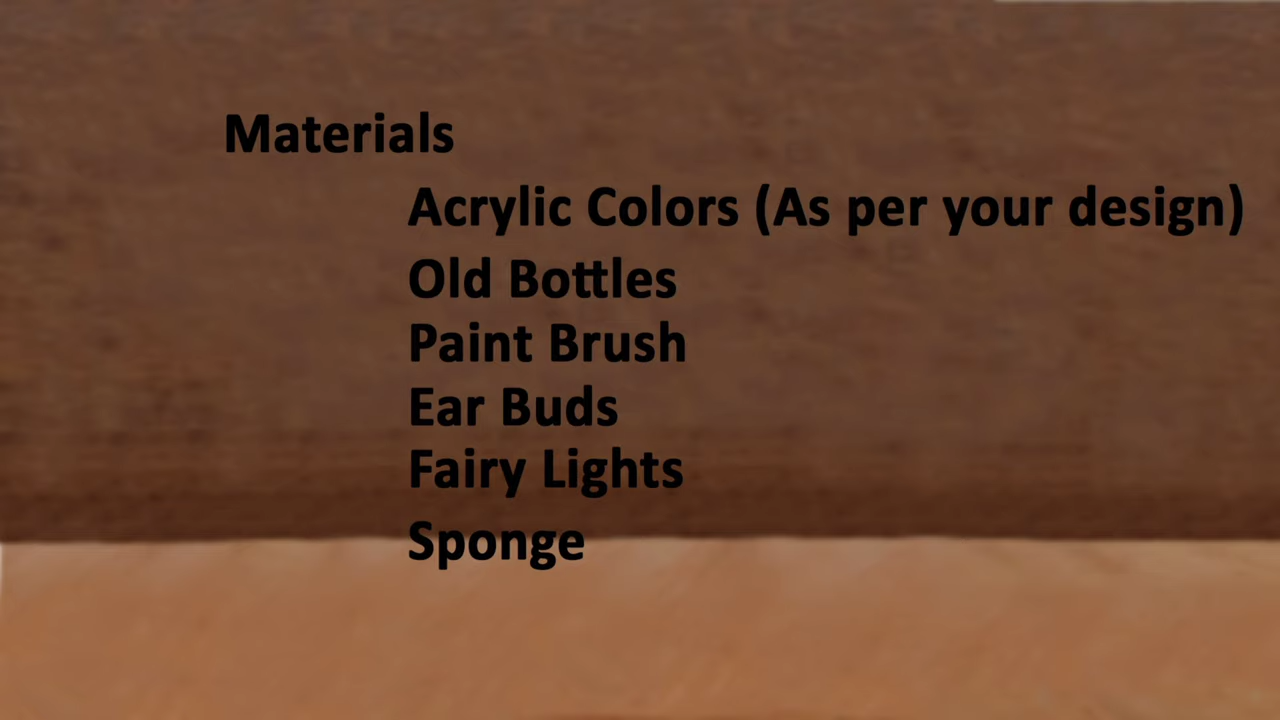 Materials
Acrylic Colors (As per your design)
Old Bottles
Paint Brush
Ear Buds
Fairy Lights
Sponge